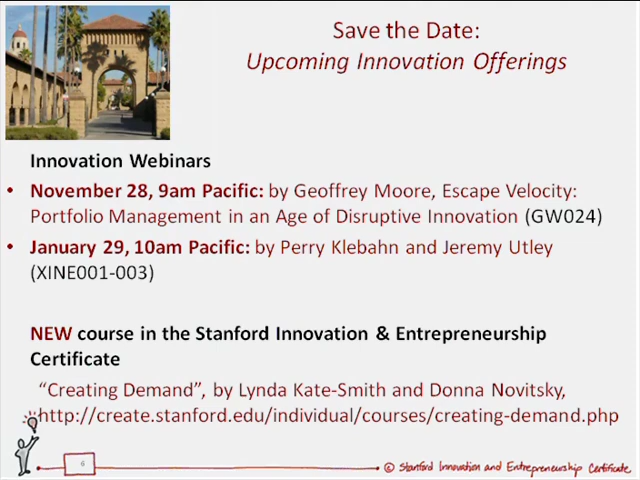 Save the Date:
Upcoming Innovation Offerings
Innovation Webinars
• November 28, 9am Pacific: by Geoffrey Moore, Escape Velocity:
Portfolio Management in an Age of Disruptive Innovation (GW024)
• January 29, 10am Pacific: by Perry Klebahn and Jeremy Utley
(XINE001-003)
NEW course in the Stanford Innovation & Entrepreneurship
Certificate
“Creating Demand”, by Lynda Kate-Smith and Donna Novitsky,
http://create.stanford.edu/individual/courses/creating-demand.php
6
© Stanford Innovation and Entrepreneurship Certificate